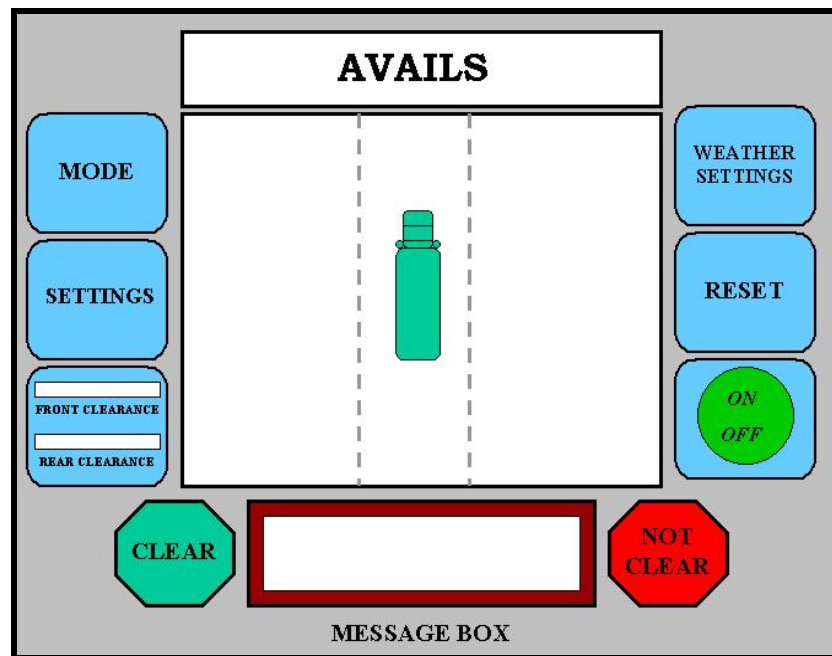 AVAILS
MODE
WEATHER
SETTINGS
SETTINGS
RESET
FRONT CLEARANCE
REAR CLEARANCE
ON
OFF
CLEAR
NOT
CLEAR
MESSAGE BOX